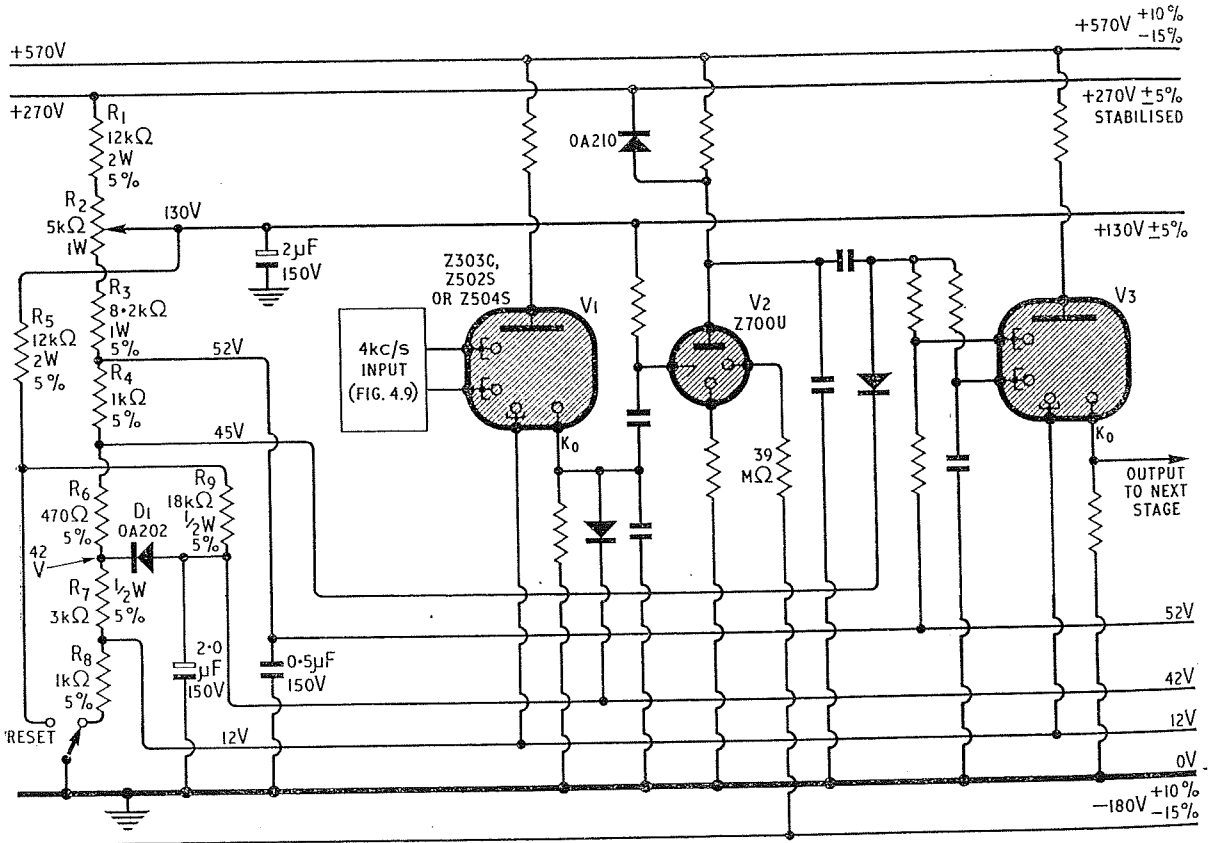 +570V
+570V +10%
-15%
+270V
+270V ±5%
STABILISED
R1
12kΩ
2W
5%
OA210
R2
5kΩ
1W
130V
+130V ±5%
2µF
150V
R3
8·2kΩ
1W
5%
R5
12kΩ
2W
5%
52V
R4
1kΩ
5%
45V
Z303C,
Z502S
OR Z504S
V1
4kc/s
INPUT
(FIG. 4.9)
K0
V2
Z700U
39
MΩ
V3
K0
OUTPUT
TO NEXT
STAGE
R6
470Ω
5%
D1
OA202
R9
18kΩ
1/2W
5%
42
V
R7
3kΩ
1/2W
5%
R8
1kΩ
5%
2·0
µF
150V
0·5µF
150V
RESET
12V
52V
42V
12V
0V
-180V +10%
-15%